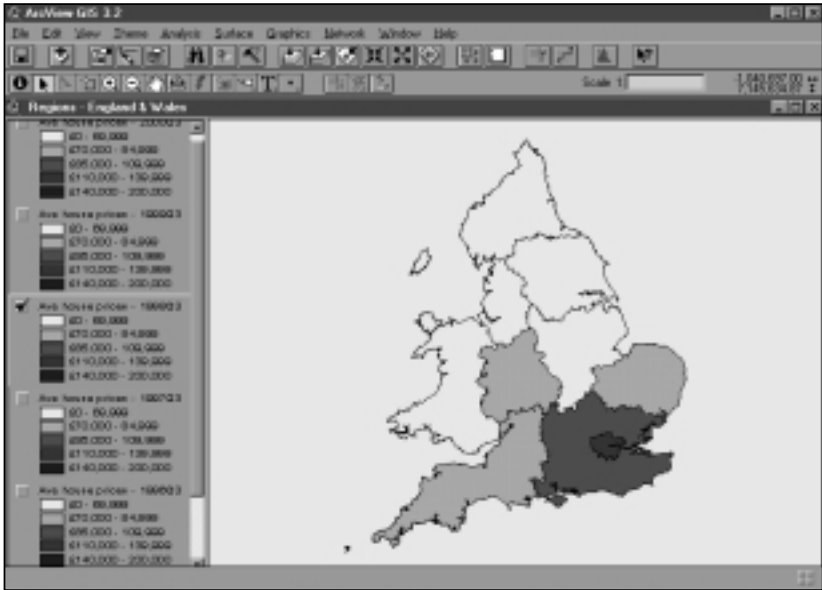 ArcView GIS 3.2
File Edit View Theme Analysis Surface Graphics Network Window Help
Scale 1:
Regions - England & Wales
Ave house prices -
£0 - 69,999
£70,000 - 84,999
£85,000 - 109,999
£110,000 - 139,999
£140,000 - 200,000
Ave house prices - 1999Q3
£0 - 69,999
£70,000 - 84,999
£85,000 - 109,999
£110,000 - 139,999
£140,000 - 200,000
Ave house prices - 1998Q3
£0 - 69,999
£70,000 - 84,999
£85,000 - 109,999
£110,000 - 139,999
£140,000 - 200,000
Ave house prices - 1997Q3
£0 - 69,999
£70,000 - 84,999
£85,000 - 109,999
£110,000 - 139,999
£140,000 - 200,000
Ave house prices - 1996Q3
£0 - 69,999
£70,000 - 84,999
£85,000 - 109,999
£110,000 - 139,999
£140,000 - 200,000